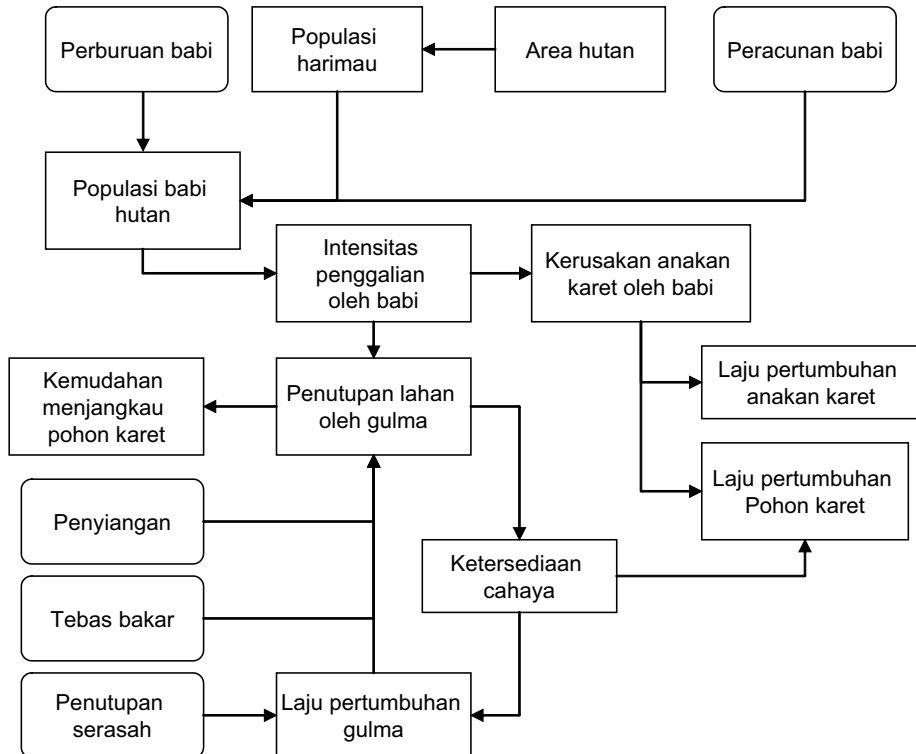 Perburuan babi
Populasi
harimau
Area hutan
Peracunan babi
Populasi babi
hutan
Intensitas
penggalian
oleh babi
Kerusakan anakan
karet oleh babi
Kemudahan
menjangkau
pohon karet
Penutupan lahan
oleh gulma
Laju pertumbuhan
anakan karet
Laju pertumbuhan
Pohon karet
Penyiangan
Ketersediaan
cahaya
Tebas bakar
Penutupan
serasah
Laju pertumbuhan
gulma